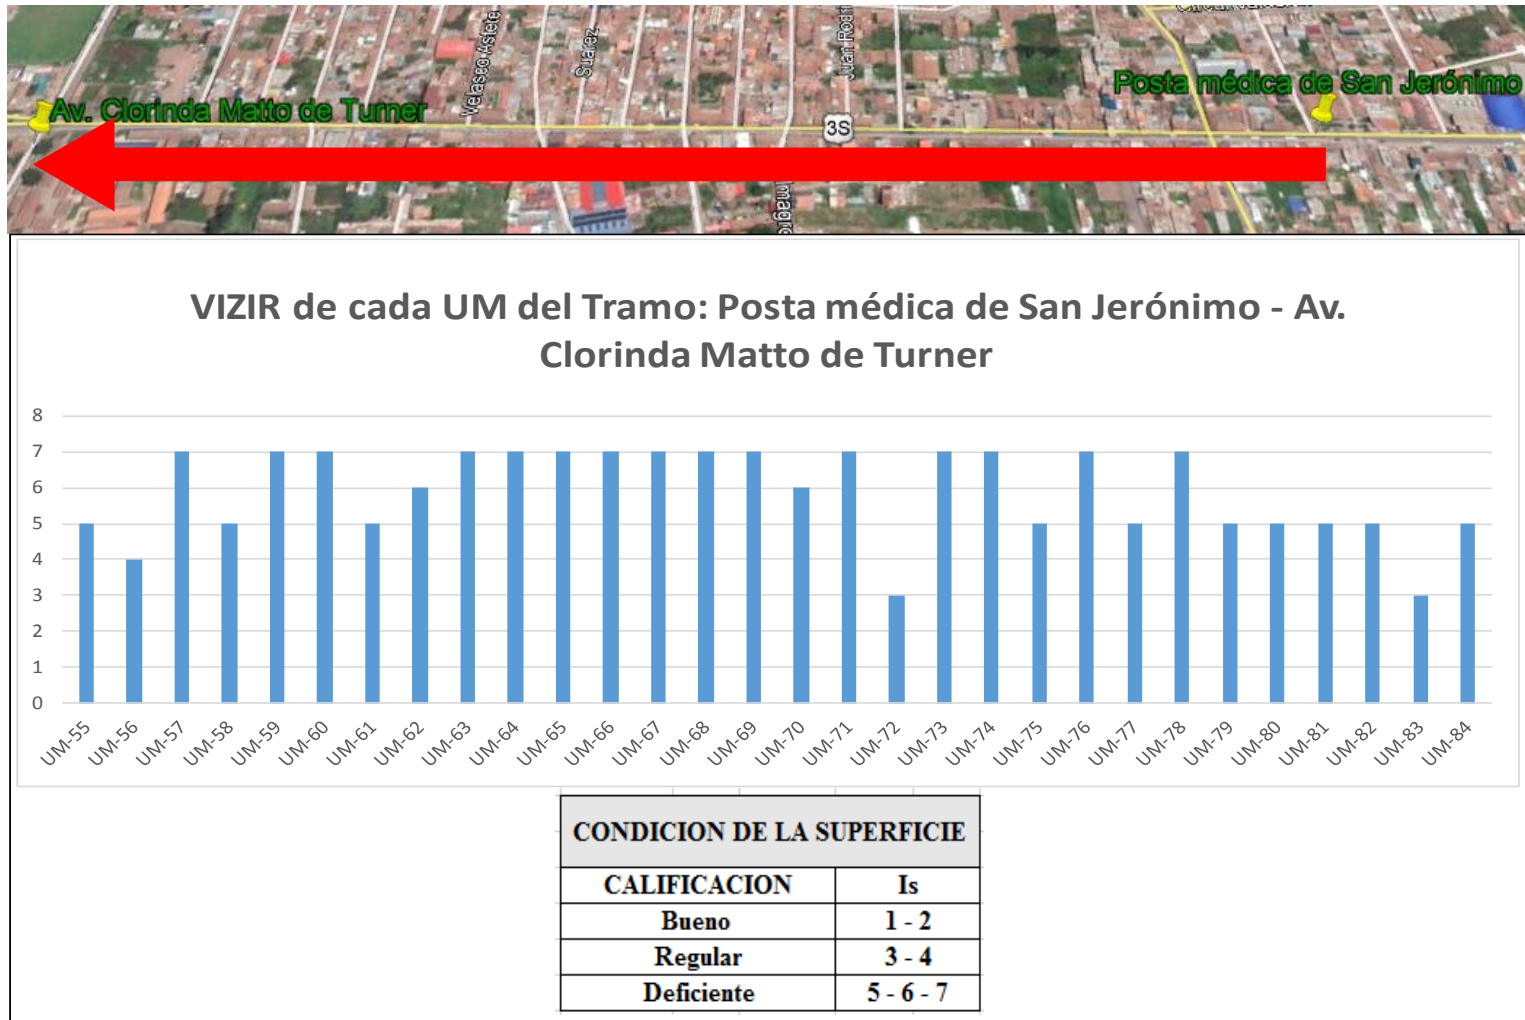 Velasco Astete
Suarez
Juan Rodri
Av. Clorinda Matto de Turner
Posta médica de San Jerónimo
3S
VIZIR de cada UM del Tramo: Posta médica de San Jerónimo - Av.
Clorinda Matto de Turner
8
7
6
5
4
3
2
1
0
UM-55 UM-56 UM-57 UM-58 UM-59 UM-60 UM-61 UM-62 UM-63 UM-64 UM-65 UM-66 UM-67 UM-68 UM-69 UM-70 UM-71 UM-72 UM-73 UM-74 UM-75 UM-76 UM-77 UM-78 UM-79 UM-80 UM-81 UM-82 UM-83 UM-84
CONDICION DE LA SUPERFICIE
CALIFICACION Is
Bueno 1 - 2
Regular 3 - 4
Deficiente 5 - 6 - 7